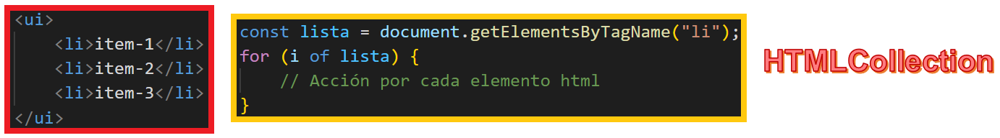 <ui>
    <li>item-1</li>
    <li>item-2</li>
    <li>item-3</li>
</ui>
const lista = document.getElementsByTagName("li");
for (i of lista) {
    // Acción por cada elemento html
}
HTMLCollection